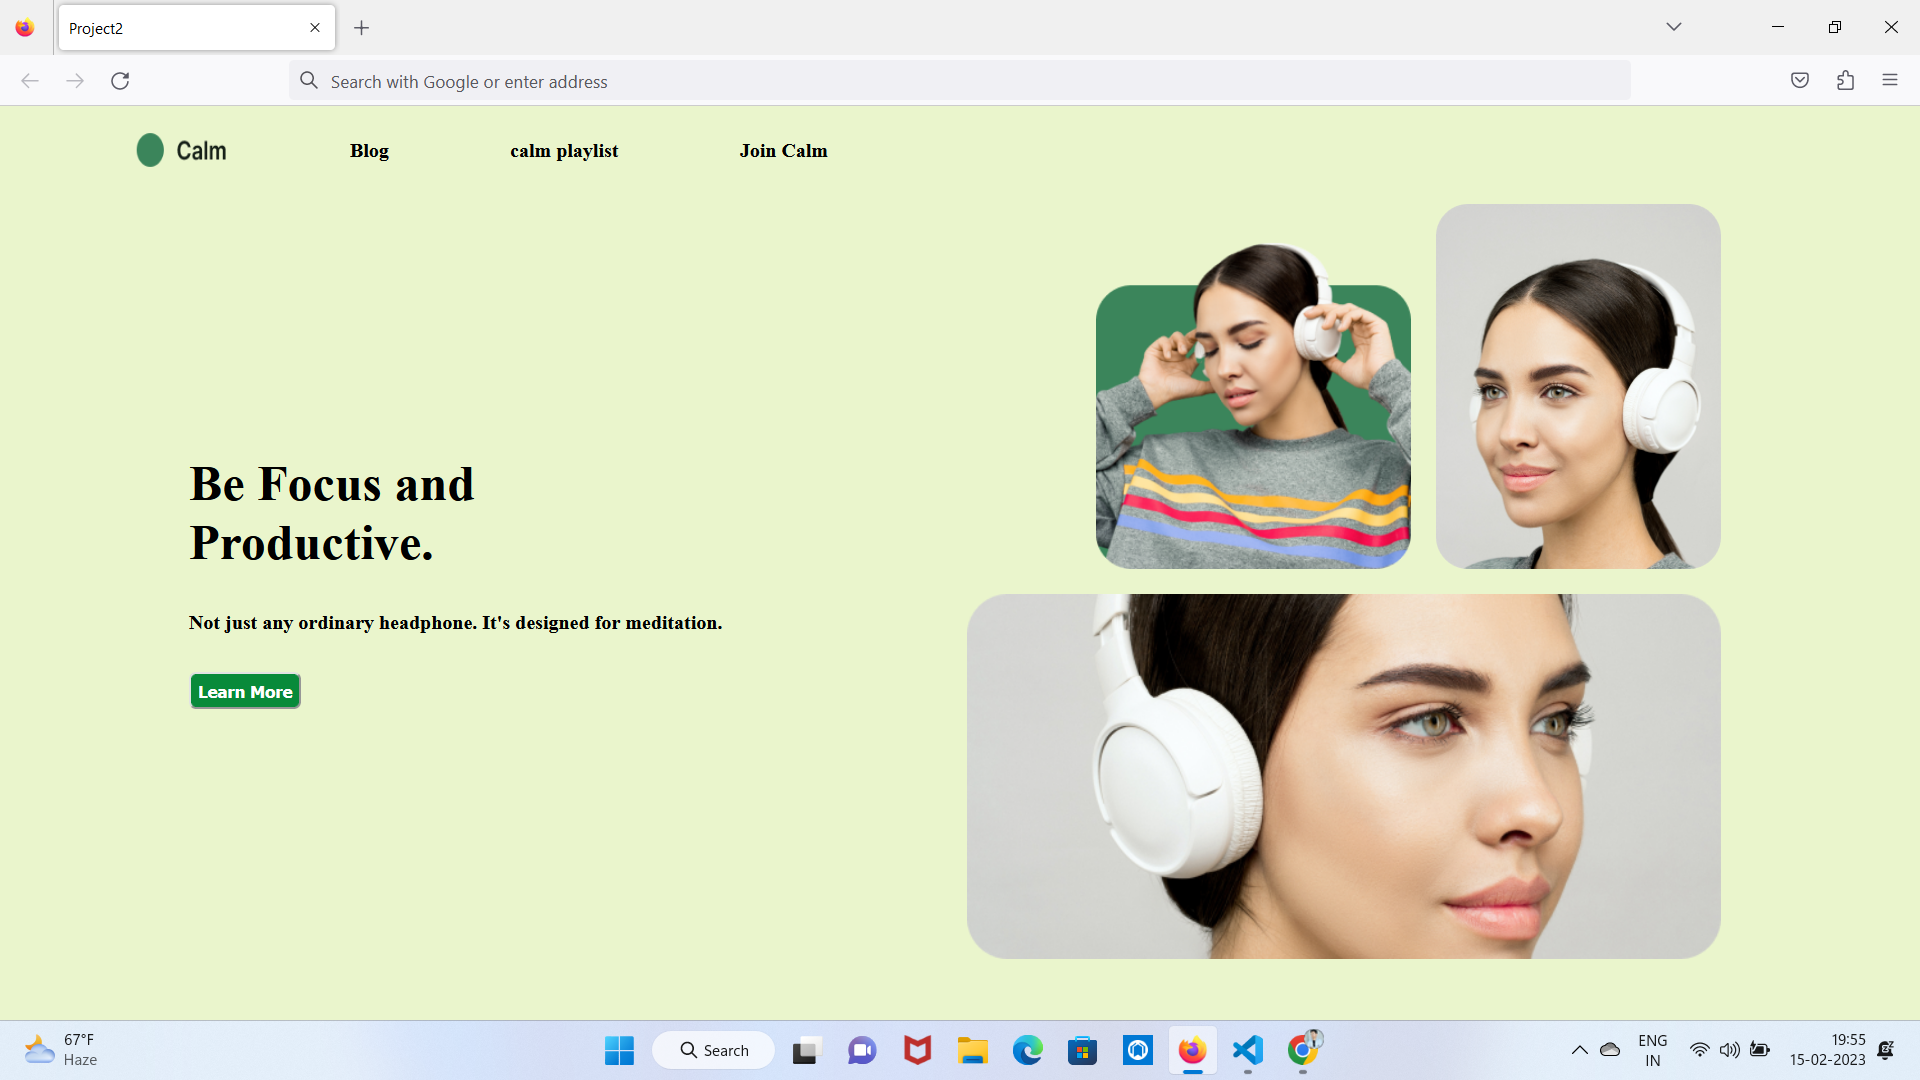 Project2
Search with Google or enter address
Calm
Blog
calm playlist
Join Calm
Be Focus and
Productive.
Not just any ordinary headphone. It's designed for meditation.
Learn More
67°F
Haze
Search
ENG
IN
19:55
15-02-2023